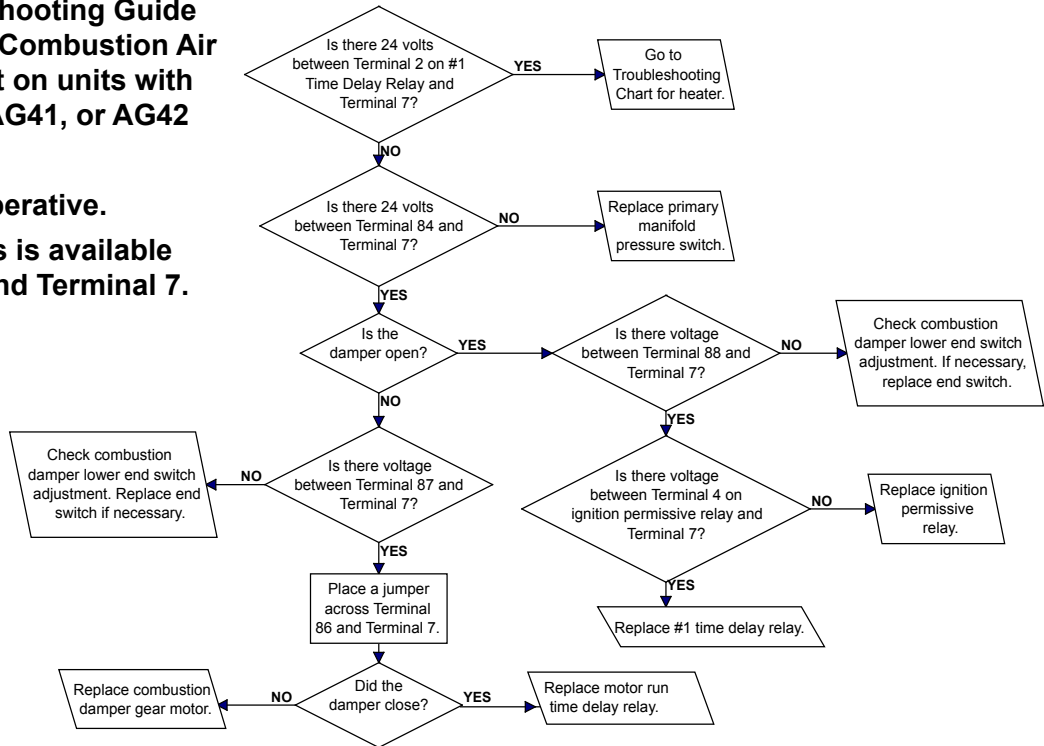 hooting Guide
Combustion Air
t on units with
AG41, or AG42
perative.
s is available
nd Terminal 7.
Is there 24 volts
between Terminal 2 on #1
Time Delay Relay and
Terminal 7?
YES
Go to
Troubleshooting
Chart for heater.
NO
Is there 24 volts
between Terminal 84 and
Terminal 7?
NO
Replace primary
manifold
pressure switch.
YES
Is the
damper open?
YES
Is there voltage
between Terminal 88 and
Terminal 7?
NO
Check combustion
damper lower end switch
adjustment. If necessary,
replace end switch.
NO
YES
Check combustion
damper lower end switch
adjustment. Replace end
switch if necessary.
NO
Is there voltage
between Terminal 87 and
Terminal 7?
Is there voltage
between Terminal 4 on
ignition permissive relay and
Terminal 7?
NO
Replace ignition
permissive
relay.
YES
YES
Place a jumper
across Terminal
86 and Terminal 7.
Replace #1 time delay relay.
Replace combustion
damper gear motor.
NO
Did the
damper close?
YES
Replace motor run
time delay relay.